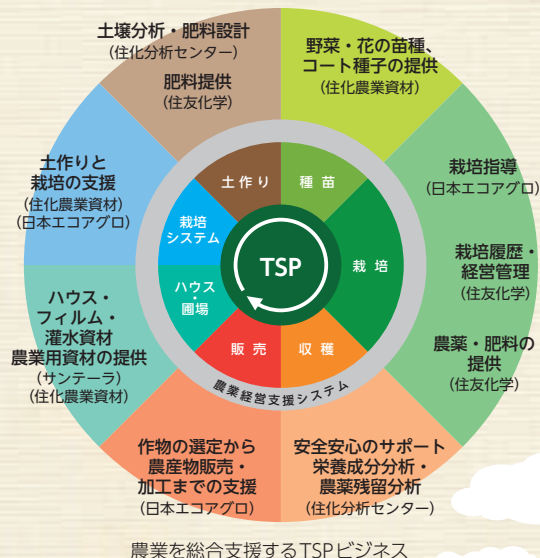 土壌分析・肥料設計
（住化分析センター）
肥料提供
（住友化学）
野菜・花の苗種、
コート種子の提供
（住化農業資材）
土作りと
栽培の支援
（住化農業資材）
（日本エコアグロ）
栽培指導
（日本エコアグロ）
栽培履歴・
経営管理
（住友化学）
農薬・肥料の
提供
（住友化学）
土作り
種苗
栽培
システム
栽培
ハウス
・
圃場
販売
収穫
TSP
農業経営支援システム
ハウス・
フィルム・
灌水資材
農業用資材の提供
（サンテーラ）
（住化農業資材）
作物の選定から
農産物販売・
加工までの支援
（日本エコアグロ）
安全安心のサポート
栄養成分分析・
農薬残留分析
（住化分析センター）
農業を総合支援するTSPビジネス